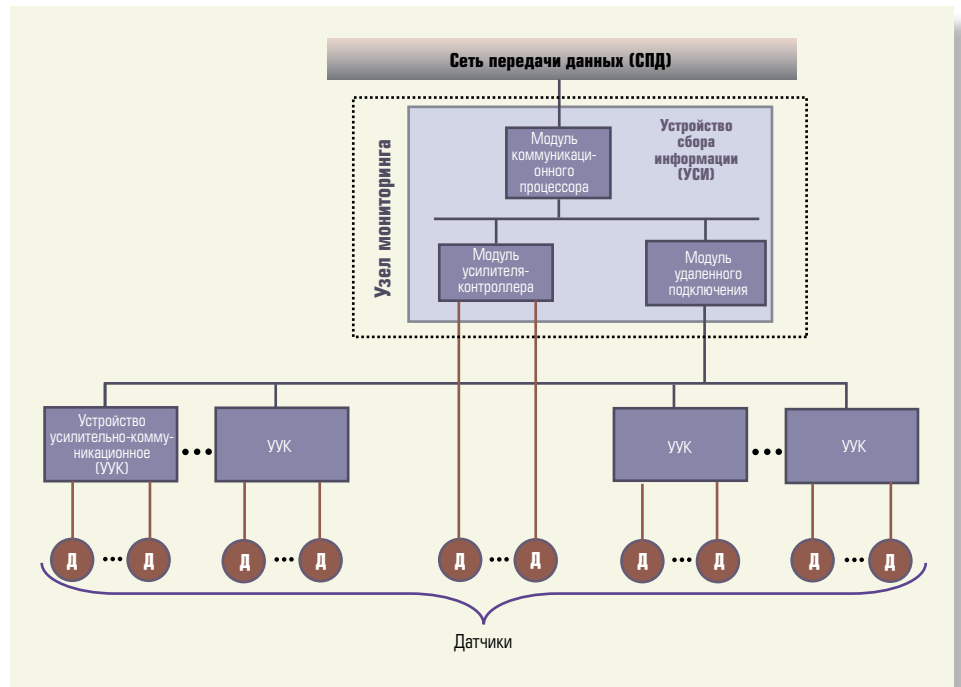 Сеть передачи данных (СПД)
Узел мониторинга
Устройство
сбора
информации
(УСИ)
Модуль
коммуникаци-
онного
процессора
Модуль
усилителя-
контроллера
Модуль
удаленного
подключения
Устройство
усилительно-комму-
никационное
(УУК)
...
УУК
УУК
...
УУК
Д ... Д
Д ... Д
Д ... Д
Д ... Д
Д ... Д
Датчики